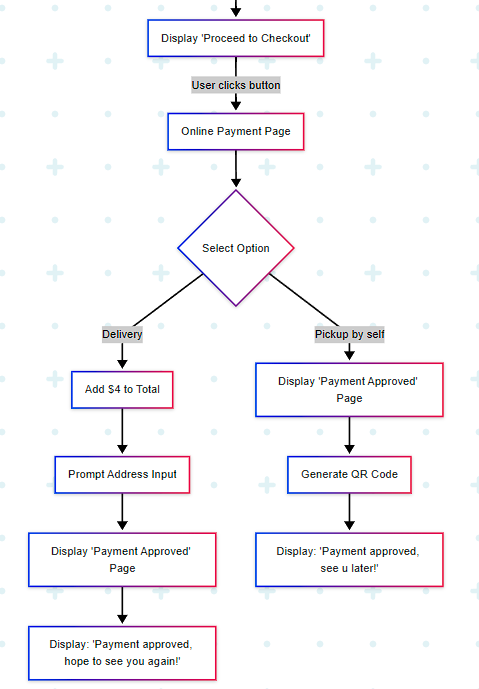 Display 'Proceed to Checkout'
User clicks button
Online Payment Page
Select Option
Delivery
Pickup by self
Add $4 to Total
Display 'Payment Approved'
Page
Prompt Address Input
Generate QR Code
Display 'Payment Approved'
Page
Display: 'Payment approved,
see u later!'
Display: 'Payment approved,
hope to see you again!'